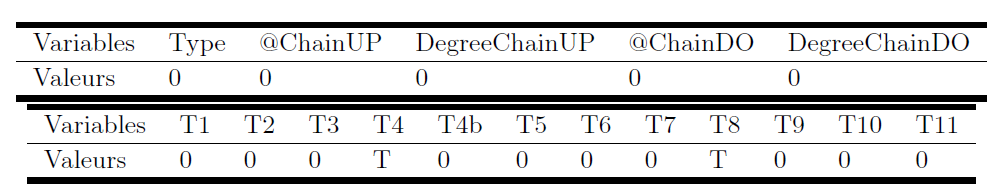 Variables Type @ChainUP DegreeChainUP @ChainDO DegreeChainDO
Valeurs 0 0 0 0 0
Variables T1 T2 T3 T4 T4b T5 T6 T7 T8 T9 T10 T11
Valeurs 0 0 0 T 0 0 0 0 T 0 0 0